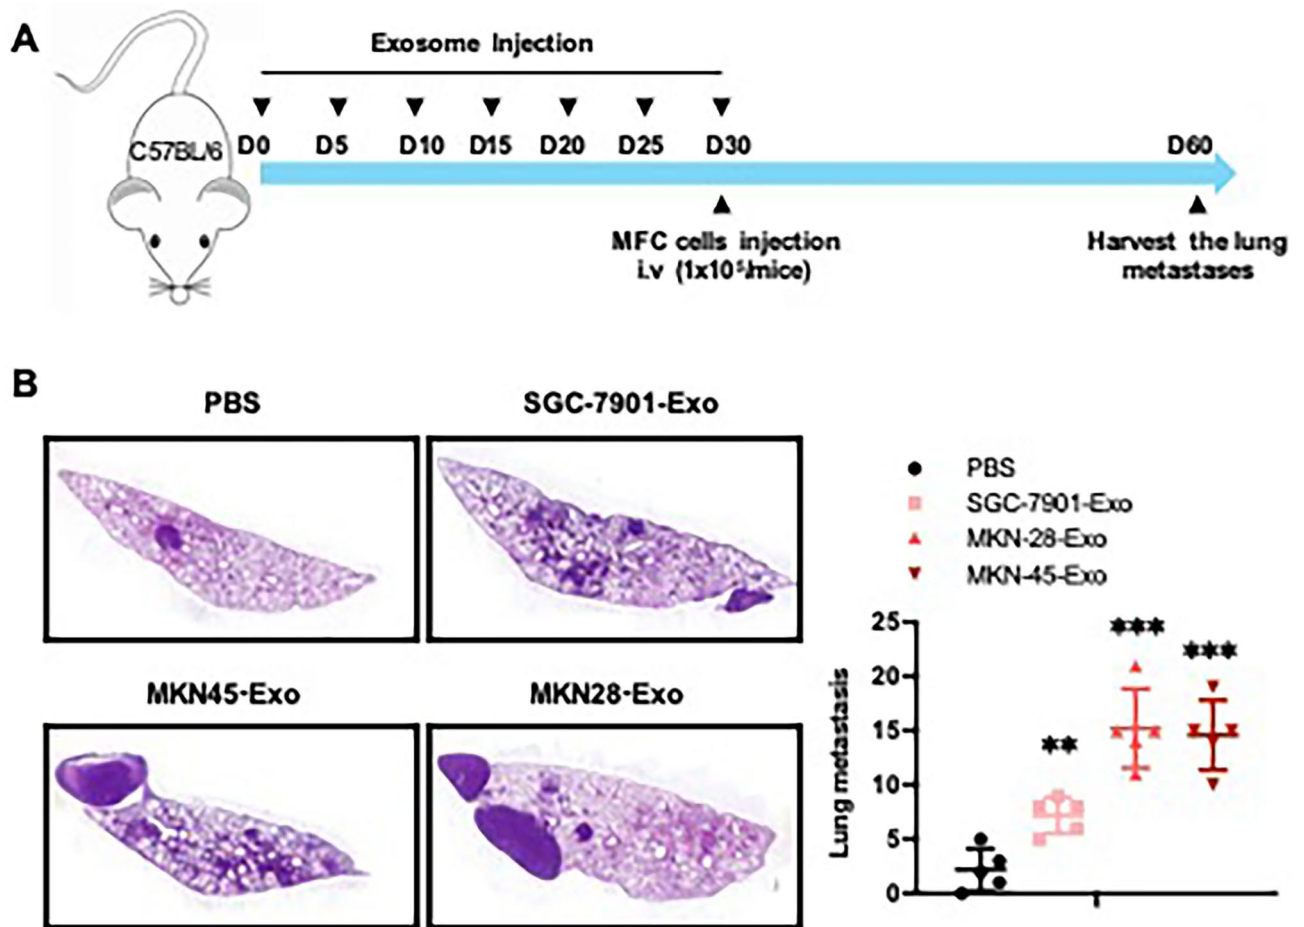 A
Exosome Injection
C57BL/6
D0 D5 D10 D15 D20 D25 D30 D60
MFC cells injection
i.v (1x10⁵/mice)
Harvest the lung
metastases
B
PBS
SGC-7901-Exo
MKN45-Exo
MKN28-Exo
PBS
SGC-7901-Exo
MKN-28-Exo
MKN-45-Exo
Lung metastasis
25
20
15
10
5
0
**
***
***